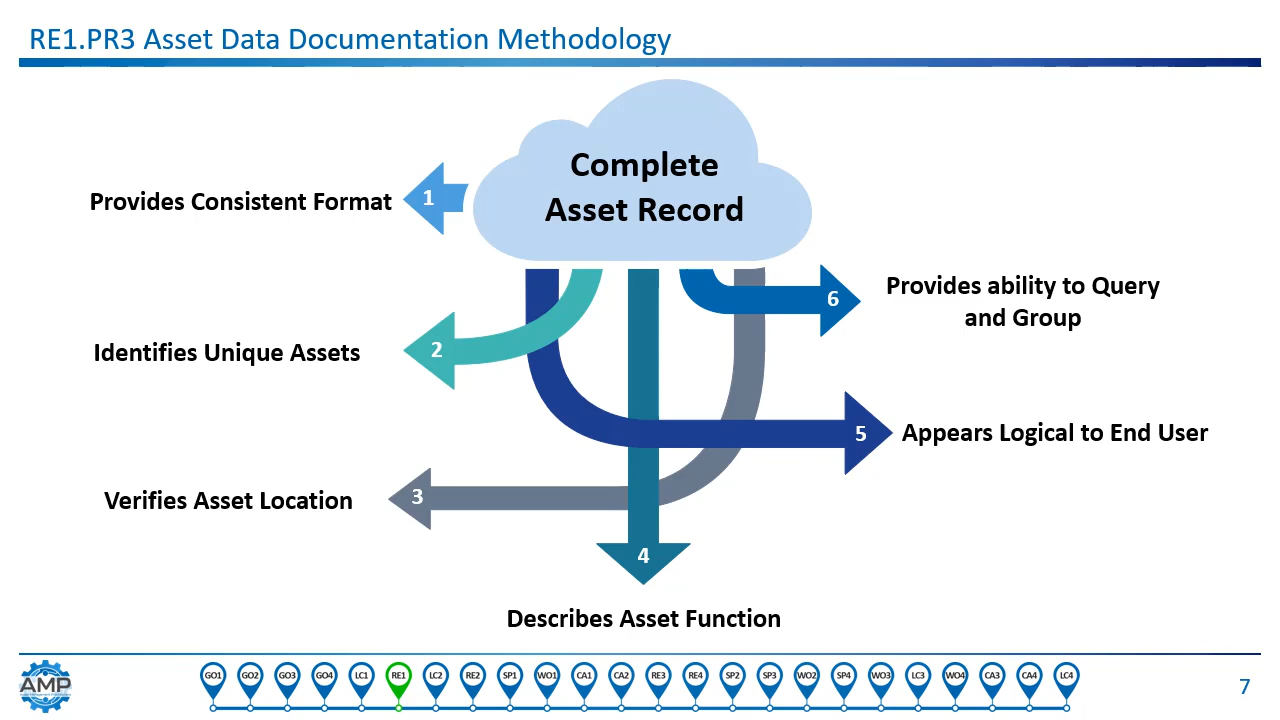 RE1.PR3 Asset Data Documentation Methodology
Complete
Asset Record
1
Provides Consistent Format
2
Identifies Unique Assets
3
Verifies Asset Location
4
Describes Asset Function
5
Appears Logical to End User
6
Provides ability to Query
and Group
AMP
GO1 GO2 GO3 GO4 LC1 RE1 LC2 RE2 SP1 WO1 CA1 CA2 RE3 RE4 SP2 SP3 WO2 SP4 WO3 LC3 WO4 CA3 CA4 LC4
7